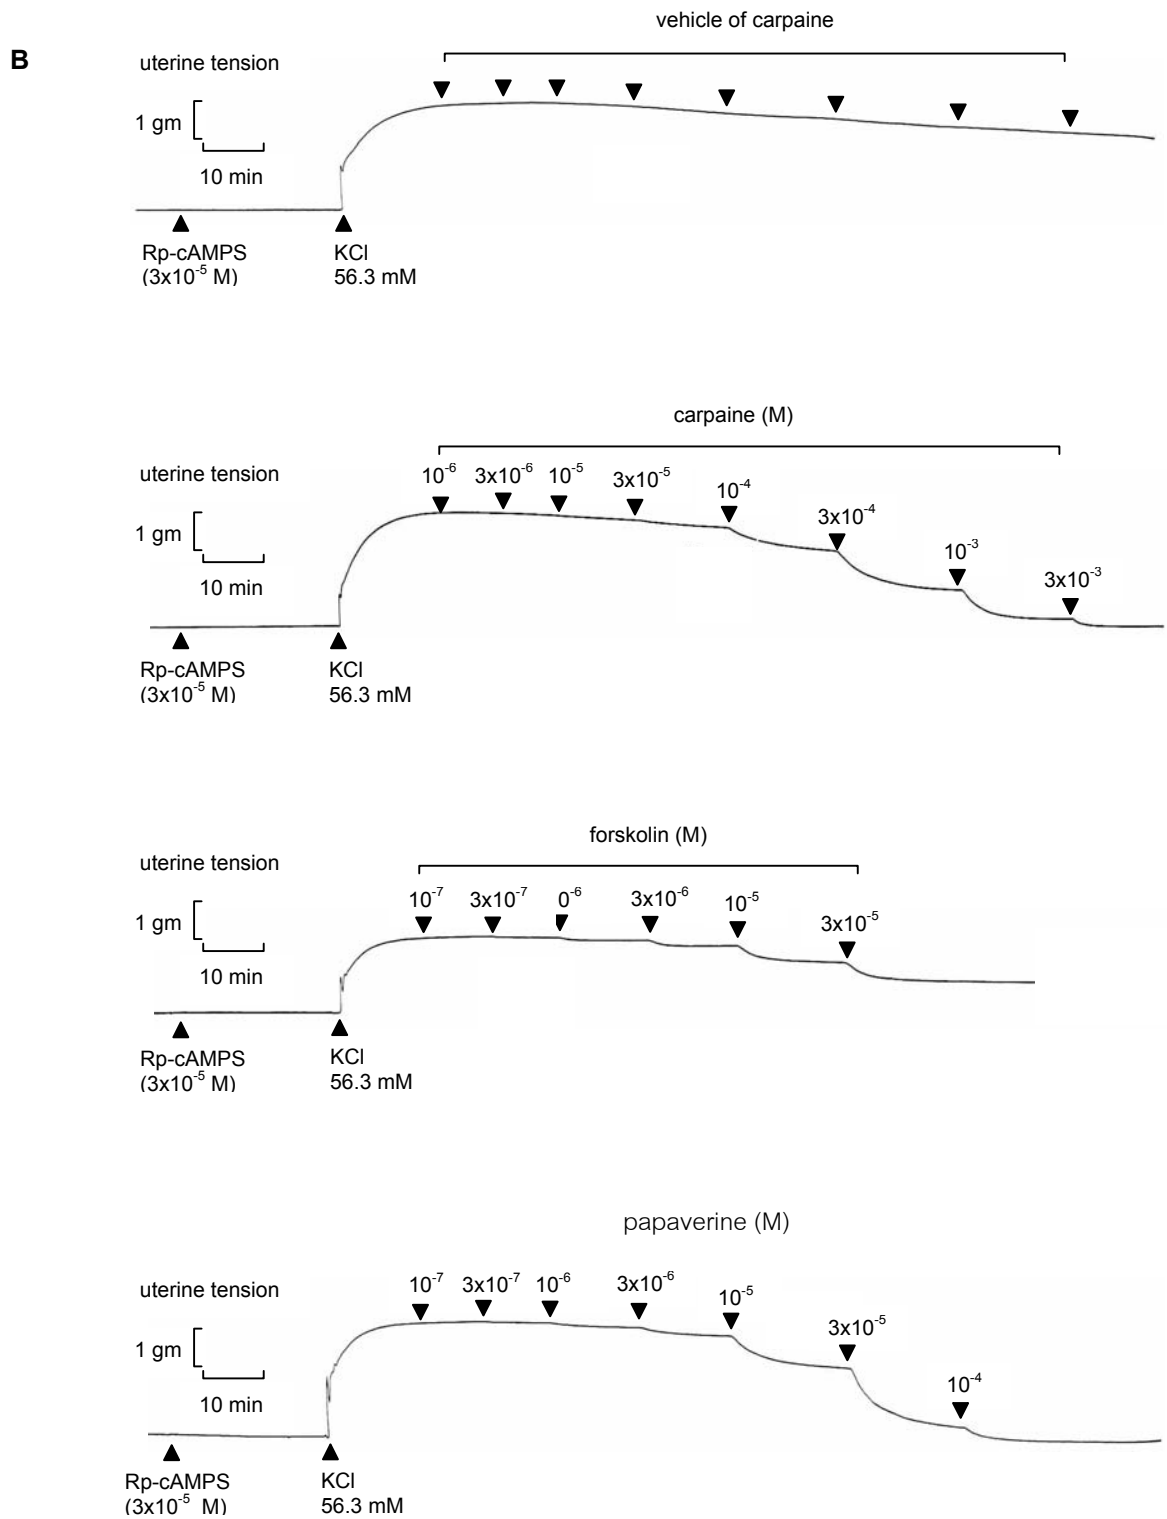 vehicle of carpaine
B
uterine tension
1 gm
10 min
Rp-cAMPS
(3x10⁻⁵ M)
KCl
56.3 mM
carpaine (M)
uterine tension
10⁻⁶ 3x10⁻⁶ 10⁻⁵ 3x10⁻⁵ 10⁻⁴ 3x10⁻⁴ 10⁻³ 3x10⁻³
1 gm
10 min
Rp-cAMPS
(3x10⁻⁵ M)
KCl
56.3 mM
forskolin (M)
uterine tension
10⁻⁷ 3x10⁻⁷ 0⁻⁶ 3x10⁻⁶ 10⁻⁵ 3x10⁻⁵
1 gm
10 min
Rp-cAMPS
(3x10⁻⁵ M)
KCl
56.3 mM
papaverine (M)
uterine tension
10⁻⁷ 3x10⁻⁷ 10⁻⁶ 3x10⁻⁶ 10⁻⁵ 3x10⁻⁵ 10⁻⁴
1 gm
10 min
Rp-cAMPS
(3x10⁻⁵ M)
KCl
56.3 mM